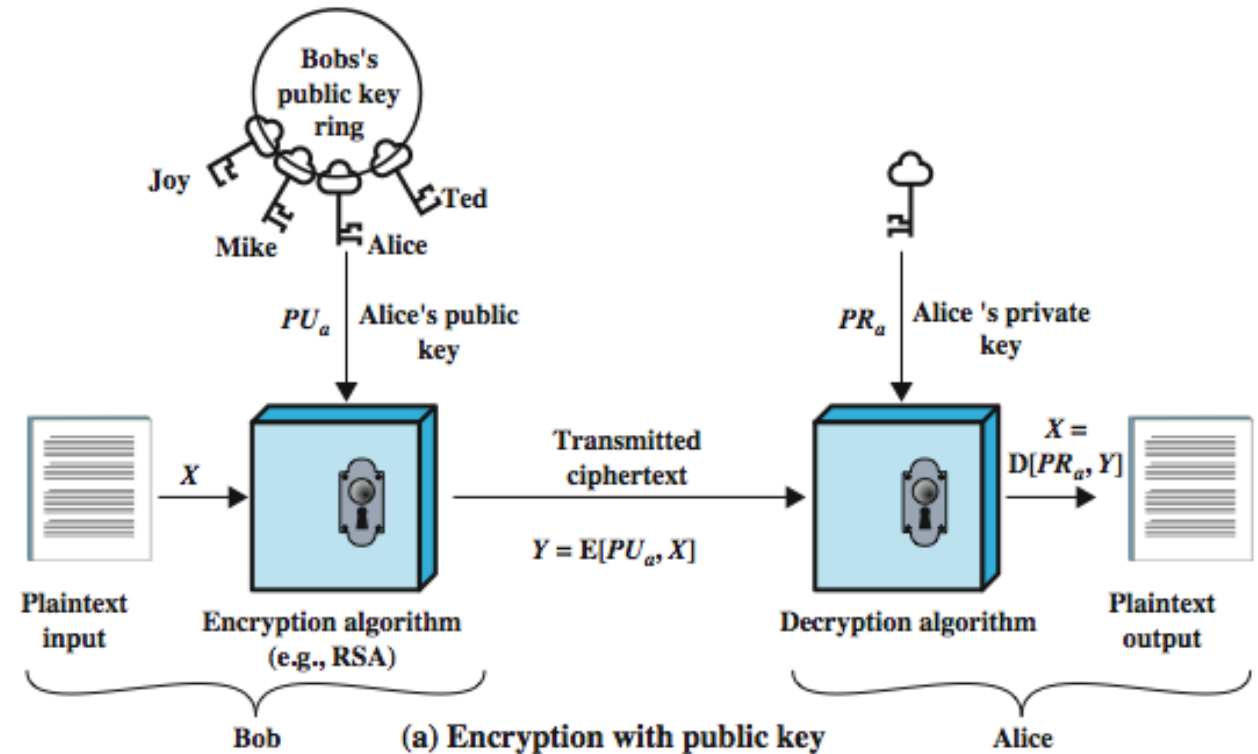 Bobs's
public key
ring
Joy
Ted
Mike
Alice
PUa
Alice's public
key
PRa
Alice 's private
key
X
Transmitted
ciphertext
X =
D[PRa, Y]
Y = E[PUa, X]
Plaintext
input
Encryption algorithm
(e.g., RSA)
Decryption algorithm
Plaintext
output
Bob
(a) Encryption with public key
Alice